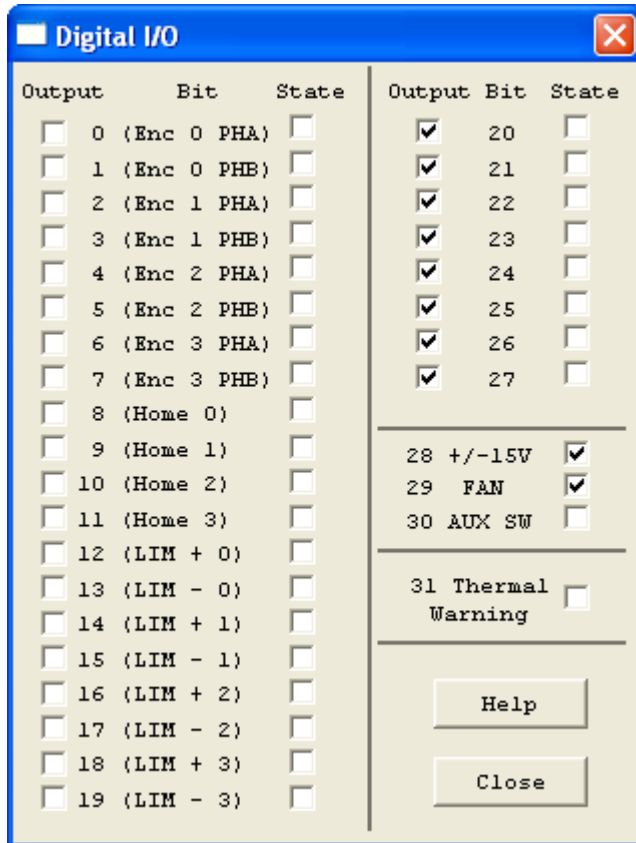 Digital I/O
Output Bit State
0 (Enc 0 PHA)
1 (Enc 0 PHB)
2 (Enc 1 PHA)
3 (Enc 1 PHB)
4 (Enc 2 PHA)
5 (Enc 2 PHB)
6 (Enc 3 PHA)
7 (Enc 3 PHB)
8 (Home 0)
9 (Home 1)
10 (Home 2)
11 (Home 3)
12 (LIM + 0)
13 (LIM - 0)
14 (LIM + 1)
15 (LIM - 1)
16 (LIM + 2)
17 (LIM - 2)
18 (LIM + 3)
19 (LIM - 3)
Output Bit State
20
21
22
23
24
25
26
27
28 +/-15V
29 FAN
30 AUX SW
31 Thermal
Warning
Help
Close